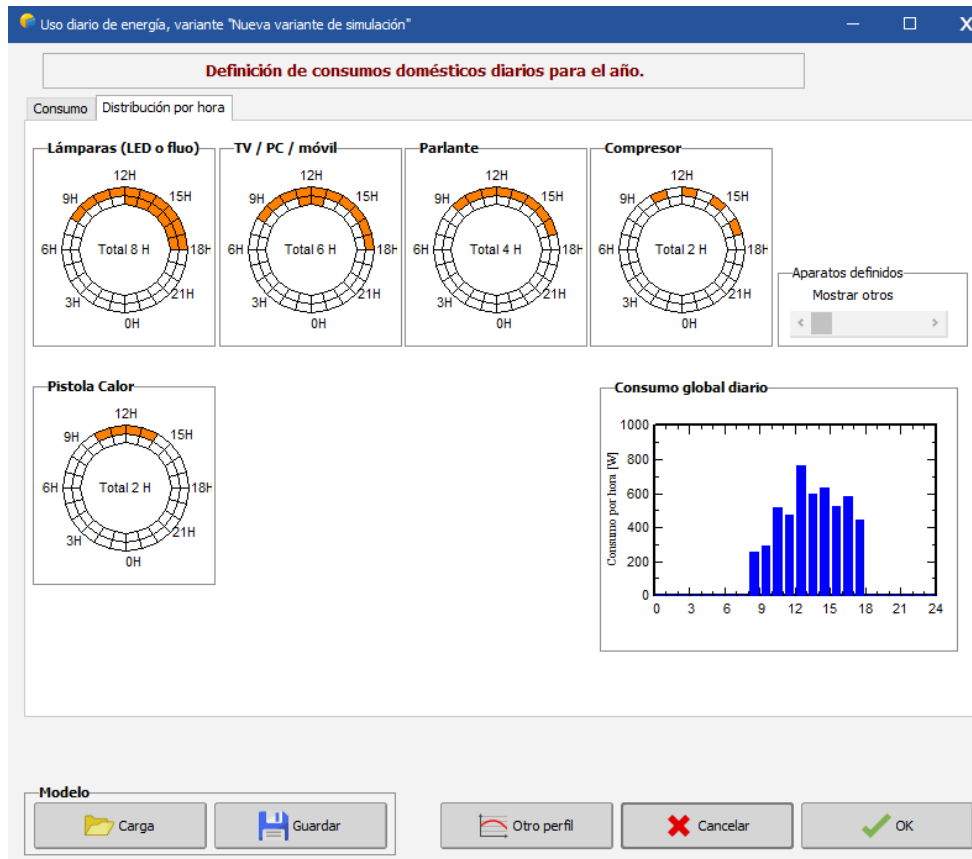 Uso diario de energía, variante "Nueva variante de simulación"
Definición de consumos domésticos diarios para el año.
Consumo
Distribución por hora
Lámparas (LED o fluo)
12H
9H
15H
6H
Total 8 H
18H
3H
21H
0H
TV / PC / móvil
12H
9H
15H
6H
Total 6 H
18H
3H
21H
0H
Parlante
12H
9H
15H
6H
Total 4 H
18H
3H
21H
0H
Compresor
12H
9H
15H
6H
Total 2 H
18H
3H
21H
0H
Aparatos definidos
Mostrar otros
Pistola Calor
12H
9H
15H
6H
Total 2 H
18H
3H
21H
0H
Consumo global diario
Consumo por hora [W]
1000
800
600
400
200
0
0 3 6 9 12 15 18 21 24
Modelo
Carga
Guardar
Otro perfil
Cancelar
OK